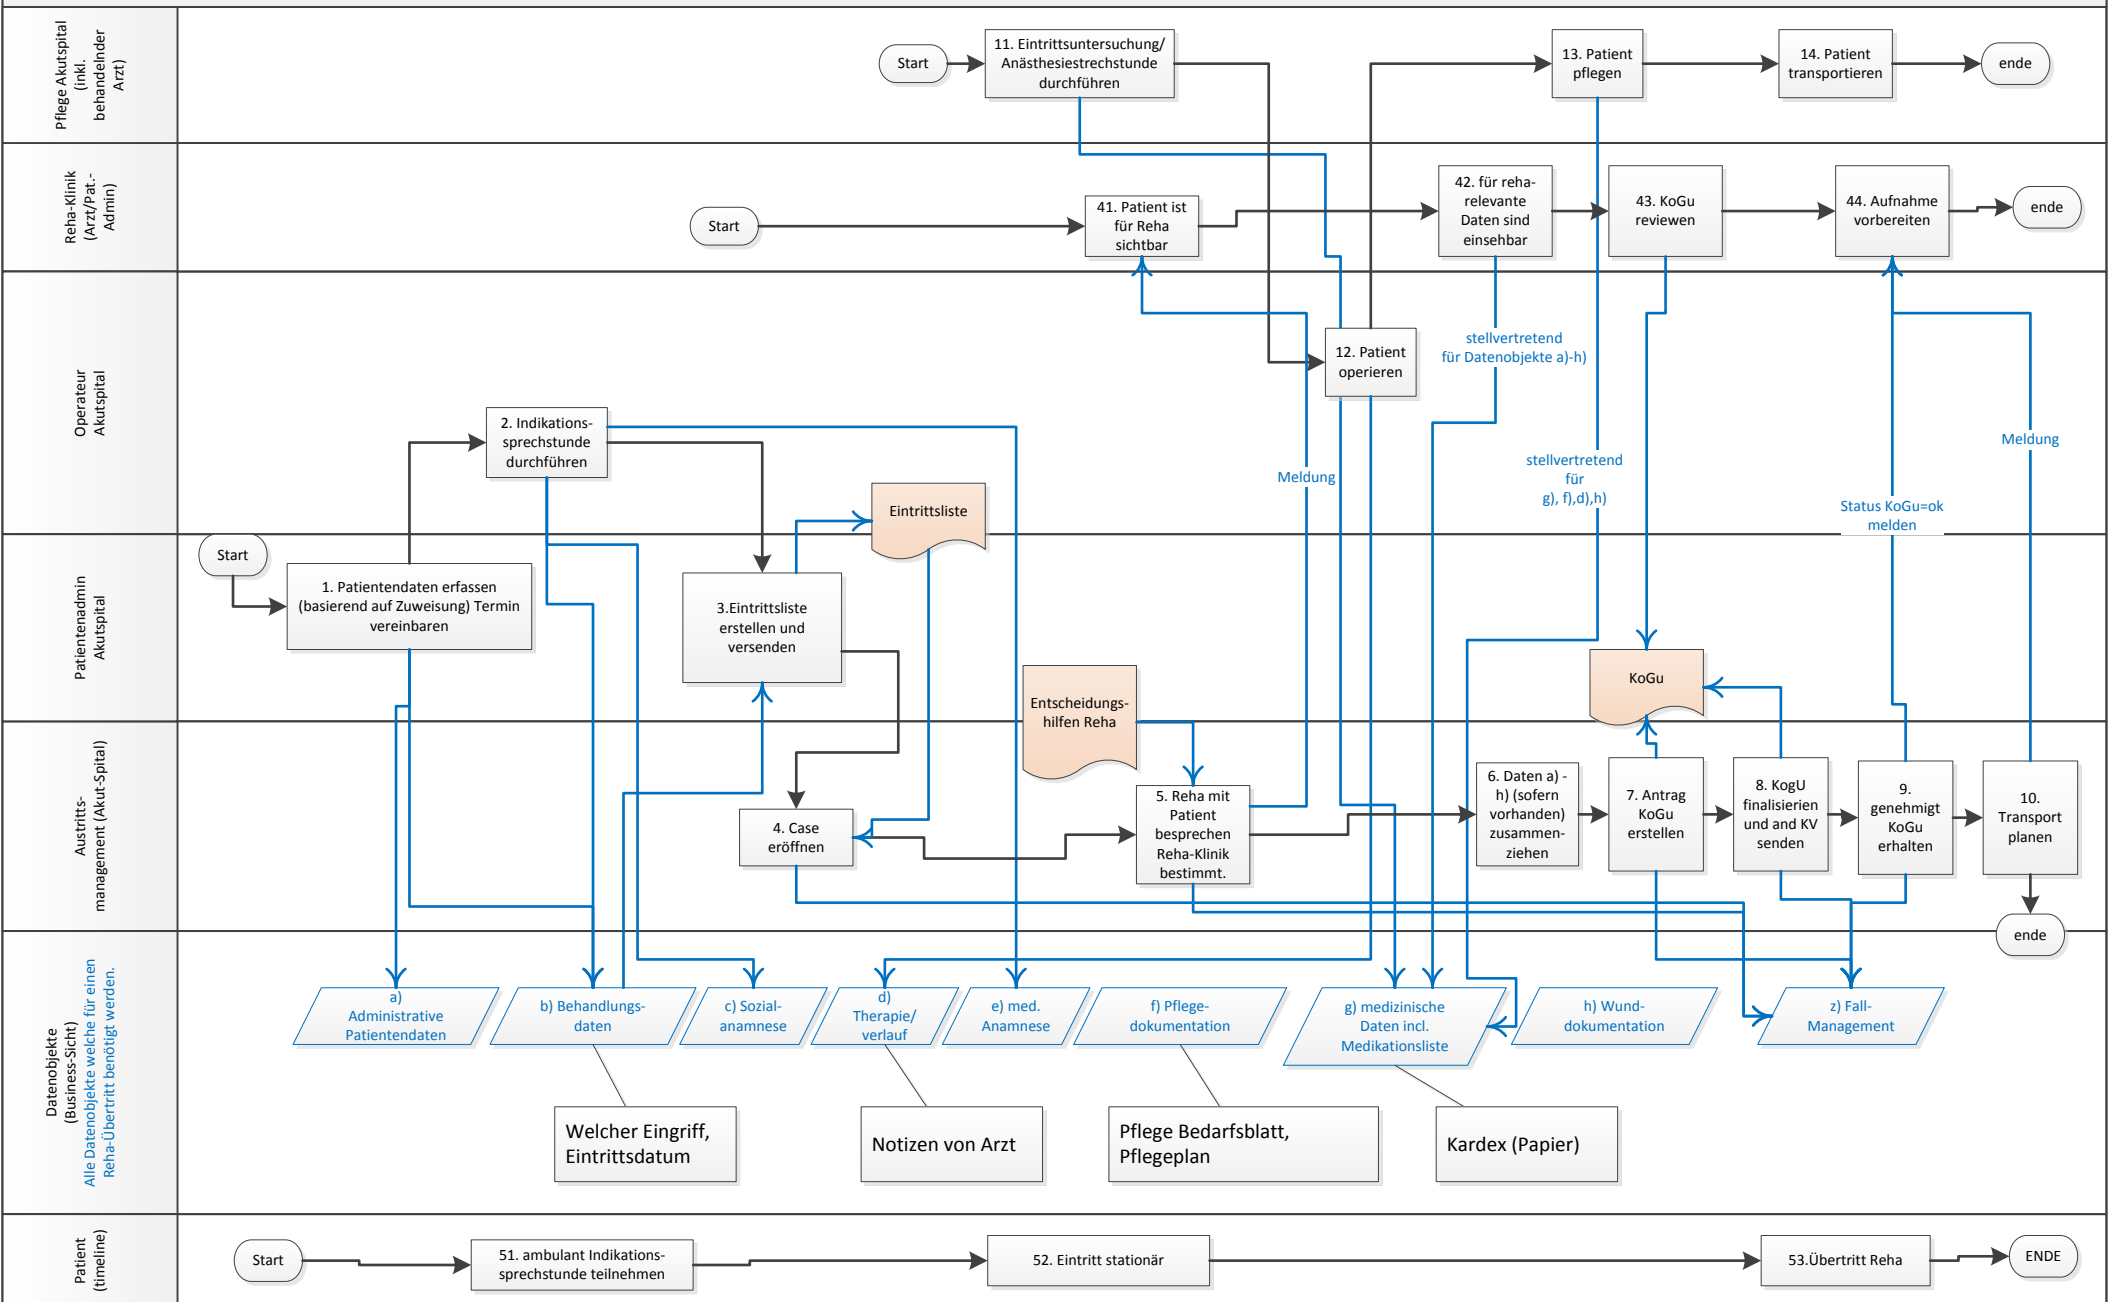 Pflege Akutspital
(inkl.
behandelnder
Arzt)
Start
11. Eintrittsuntersuchung/
Anästhesiestrechstunde
durchführen
13. Patient
pflegen
14. Patient
transportieren
ende
Reha-Klinik
(Arzt/Pat.-
Admin)
Start
41. Patient ist
für Reha
sichtbar
42. für reha-
relevante
Daten sind
einsehbar
43. KoGu
reviewen
44. Aufnahme
vorbereiten
ende
Operateur
Akutspital
2. Indikations-
sprechstunde
durchführen
12. Patient
operieren
stellvertretend
für Datenobjekte a)-h)
Meldung
stellvertretend
für
g), f),d),h)
Meldung
Status KoGu=ok
melden
Eintrittsliste
Patientenadmin
Akutspital
Start
1. Patientendaten erfassen
(basierend auf Zuweisung) Termin
vereinbaren
3.Eintrittsliste
erstellen und
versenden
Entscheidungs-
hilfen Reha
KoGu
Austritts-
management (Akut-Spital)
4. Case
eröffnen
5. Reha mit
Patient
besprechen
Reha-Klinik
bestimmt.
6. Daten a) -
h) (sofern
vorhanden)
zusammen-
ziehen
7. Antrag
KoGu
erstellen
8. KogU
finalisierien
und and KV
senden
9.
genehmigt
KoGu
erhalten
10.
Transport
planen
ende
Datenobjekte
(Business-Sicht)
Alle Datenobjekte welche für einen
Reha-Übertritt benötigt werden.
a)
Administrative
Patientendaten
b) Behandlungs-
daten
c) Sozial-
anamnese
d)
Therapie/
verlauf
e) med.
Anamnese
f) Pflege-
dokumentation
g) medizinische
Daten incl.
Medikationsliste
h) Wund-
dokumentation
z) Fall-
Management
Welcher Eingriff,
Eintrittsdatum
Notizen von Arzt
Pflege Bedarfsblatt,
Pflegeplan
Kardex (Papier)
Patient
(timeline)
Start
51. ambulant Indikations-
sprechstunde teilnehmen
52. Eintritt stationär
53.Übertritt Reha
ENDE